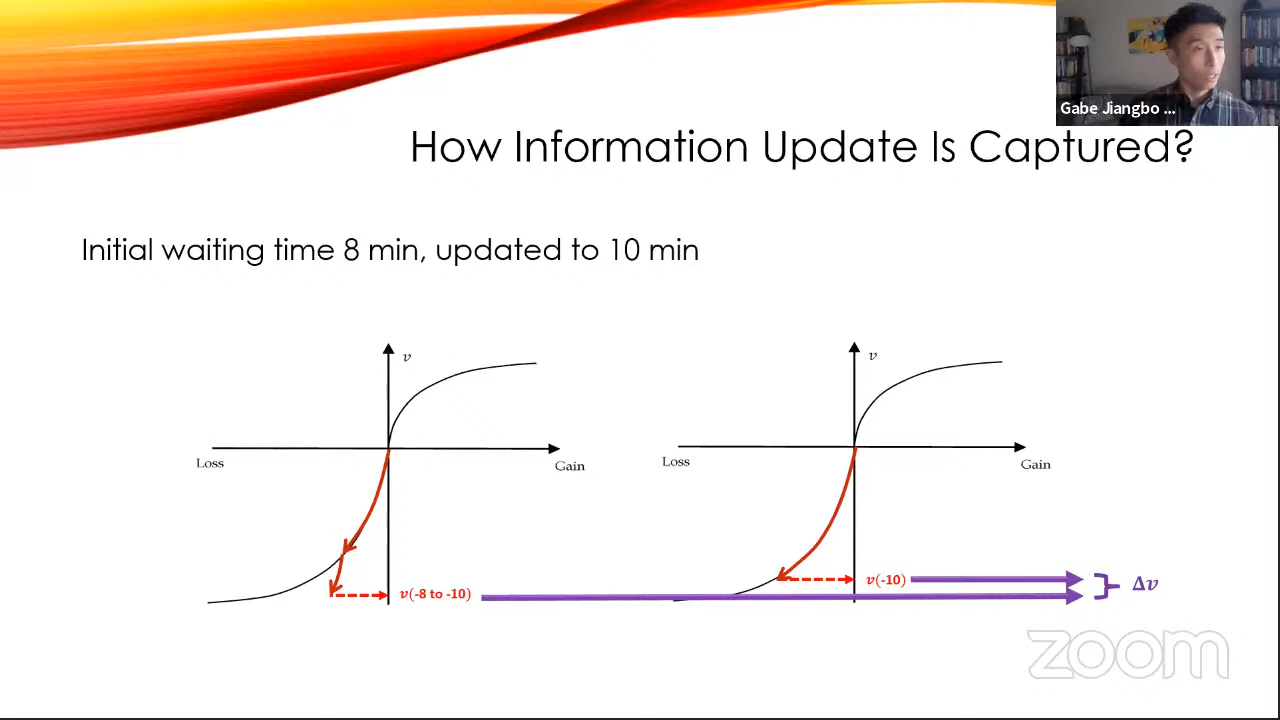 Gabe Jiangbo ...
How Information Update Is Captured?
Initial waiting time 8 min, updated to 10 min
v
Loss
Gain
v(-8 to -10)
v
Loss
Gain
v(-10)
Δv
zoom